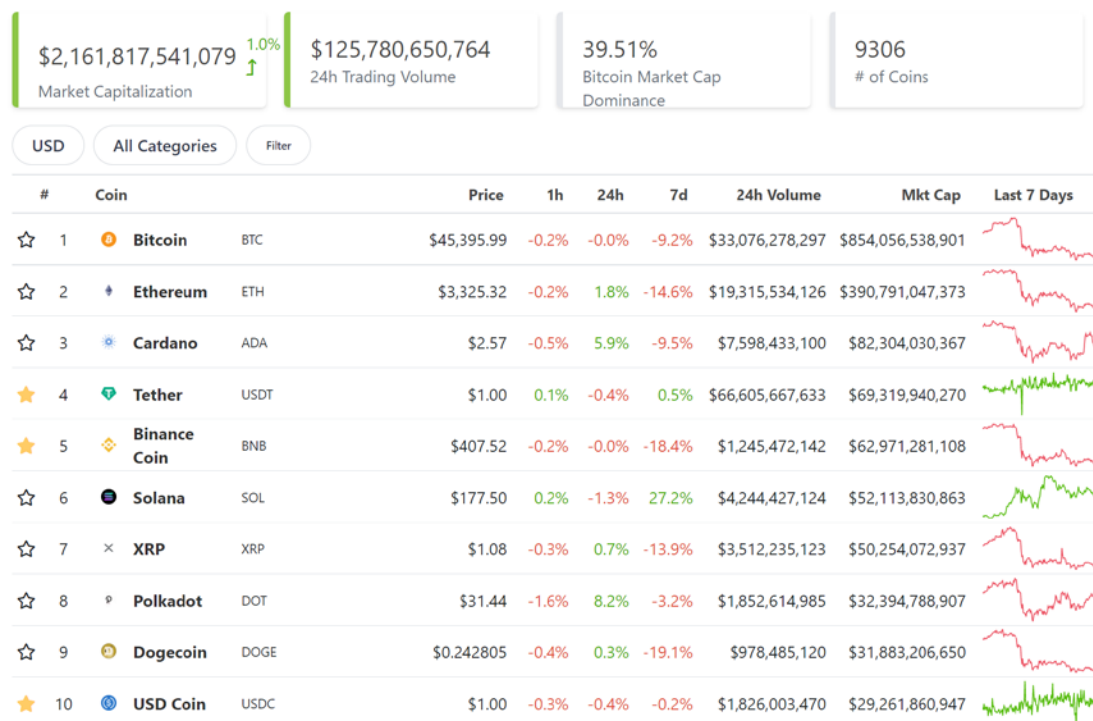 $2,161,817,541,079 1.0%
Market Capitalization
$125,780,650,764
24h Trading Volume
39.51%
Bitcoin Market Cap
Dominance
9306
# of Coins
USD All Categories Filter
# Coin Price 1h 24h 7d 24h Volume Mkt Cap Last 7 Days
1 Bitcoin BTC $45,395.99 -0.2% -0.0% -9.2% $33,076,278,297 $854,056,538,901
2 Ethereum ETH $3,325.32 -0.2% 1.8% -14.6% $19,315,534,126 $390,791,047,373
3 Cardano ADA $2.57 -0.5% 5.9% -9.5% $7,598,433,100 $82,304,030,367
4 Tether USDT $1.00 0.1% -0.4% 0.5% $66,605,667,633 $69,319,940,270
5 Binance Coin BNB $407.52 -0.2% -0.0% -18.4% $1,245,472,142 $62,971,281,108
6 Solana SOL $177.50 0.2% -1.3% 27.2% $4,244,427,124 $52,113,830,863
7 XRP XRP $1.08 -0.3% 0.7% -13.9% $3,512,235,123 $50,254,072,937
8 Polkadot DOT $31.44 -1.6% 8.2% -3.2% $1,852,614,985 $32,394,788,907
9 Dogecoin DOGE $0.242805 -0.4% 0.3% -19.1% $978,485,120 $31,883,206,650
10 USD Coin USDC $1.00 -0.3% -0.4% -0.2% $1,826,003,470 $29,261,860,947